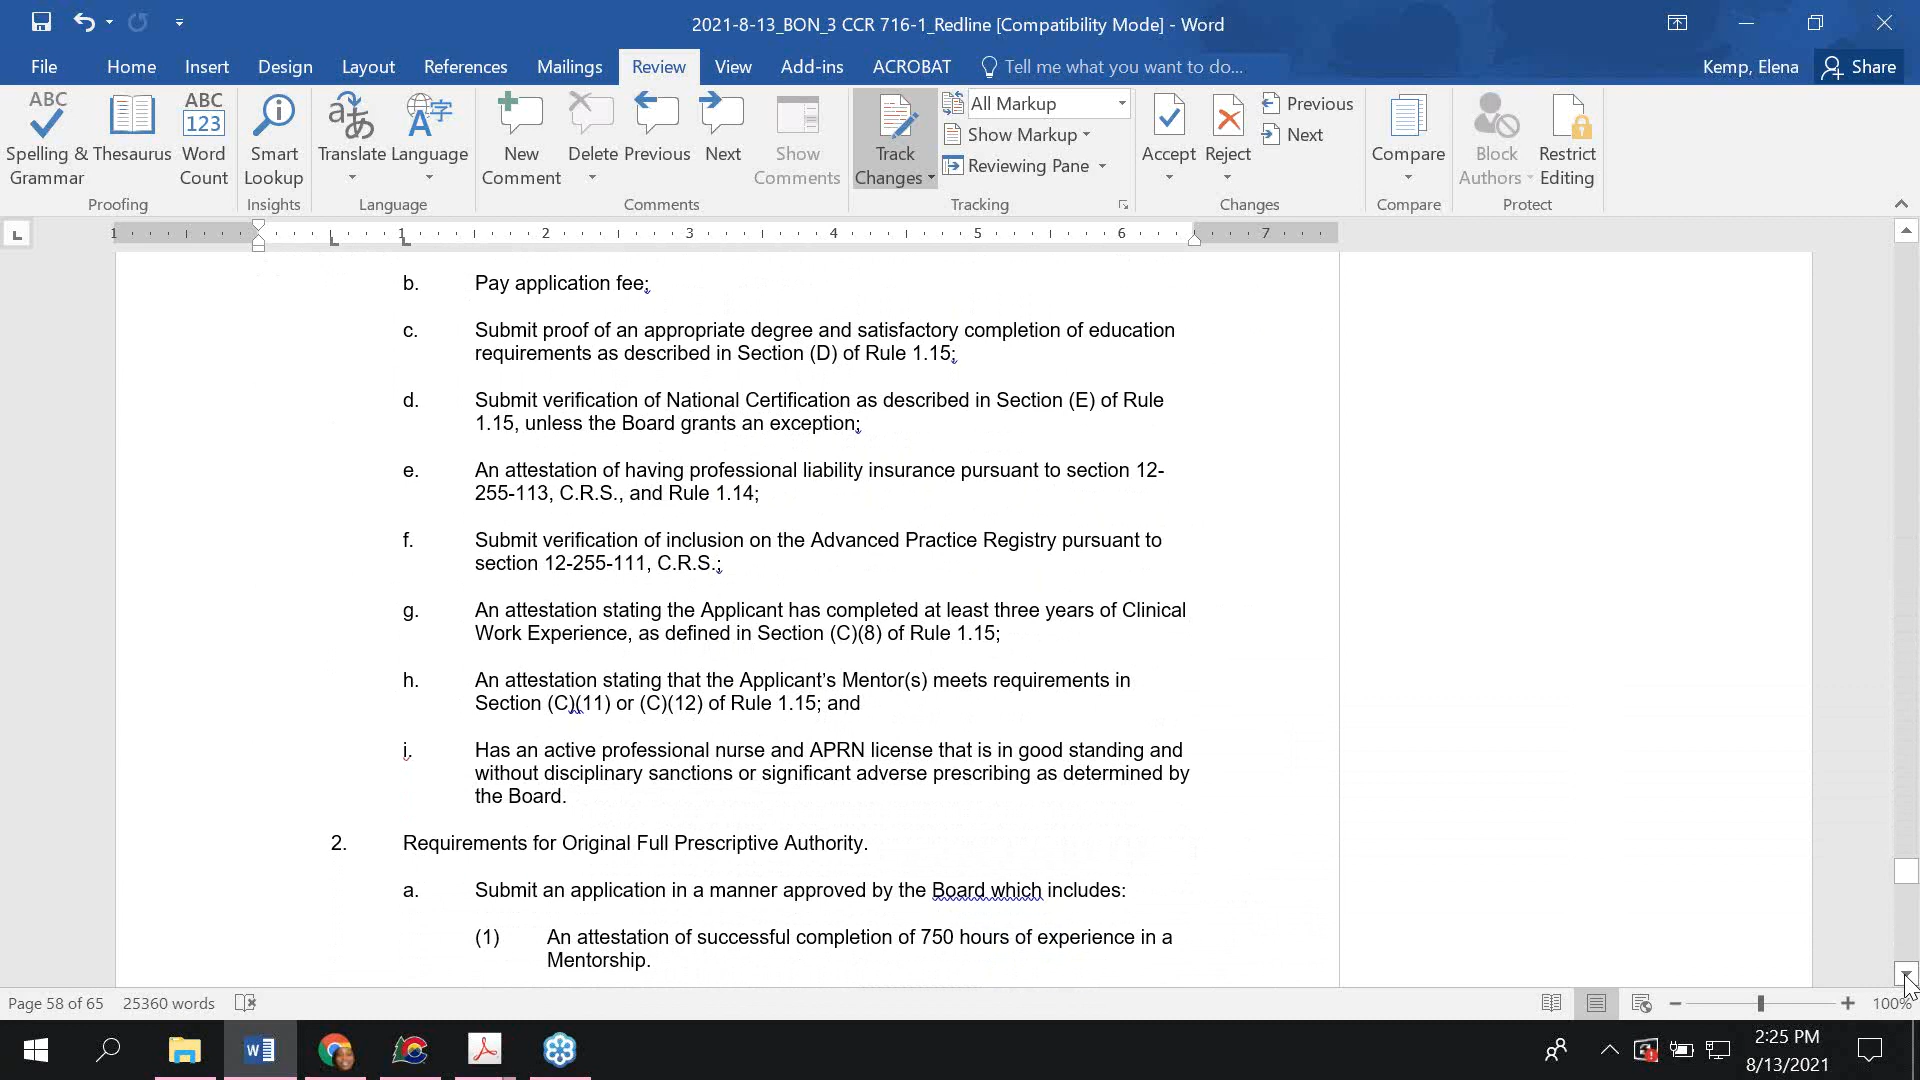 2021-8-13_BON_3 CCR 716-1_Redline [Compatibility Mode] - Word
File Home Insert Design Layout References Mailings Review View Add-ins ACROBAT Tell me what you want to do... Kemp, Elena Share
ABC Spelling & Grammar
Thesaurus
ABC 123 Word Count
Smart Lookup
Translate
Language
New Comment
Delete
Previous
Next
Show Comments
Track Changes
All Markup
Show Markup
Reviewing Pane
Accept
Reject
Previous
Next
Compare
Block Authors
Restrict Editing
Proofing Insights Language Comments Tracking Changes Compare Protect
1 1 2 3 4 5 6 7
b. Pay application fee;
c. Submit proof of an appropriate degree and satisfactory completion of education
requirements as described in Section (D) of Rule 1.15;
d. Submit verification of National Certification as described in Section (E) of Rule
1.15, unless the Board grants an exception;
e. An attestation of having professional liability insurance pursuant to section 12-
255-113, C.R.S., and Rule 1.14;
f. Submit verification of inclusion on the Advanced Practice Registry pursuant to
section 12-255-111, C.R.S.;
g. An attestation stating the Applicant has completed at least three years of Clinical
Work Experience, as defined in Section (C)(8) of Rule 1.15;
h. An attestation stating that the Applicant's Mentor(s) meets requirements in
Section (C)(11) or (C)(12) of Rule 1.15; and
i. Has an active professional nurse and APRN license that is in good standing and
without disciplinary sanctions or significant adverse prescribing as determined by
the Board.
2. Requirements for Original Full Prescriptive Authority.
a. Submit an application in a manner approved by the Board which includes:
(1) An attestation of successful completion of 750 hours of experience in a
Mentorship.
Page 58 of 65 25360 words 100%
2:25 PM
8/13/2021